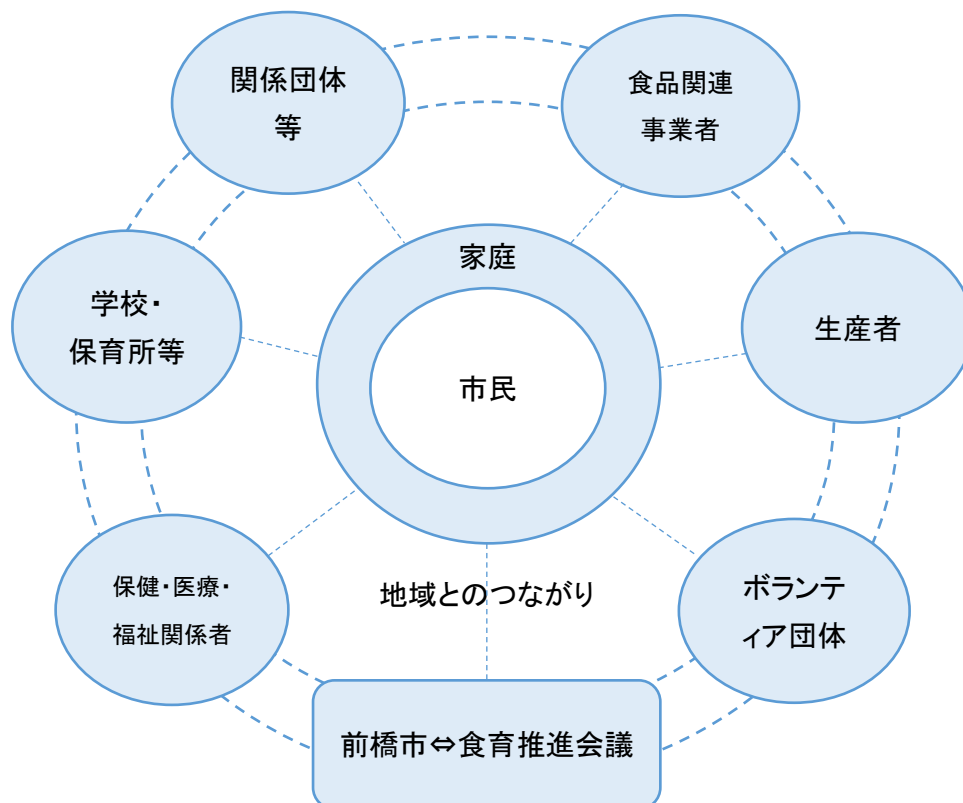 関係団体
等
食品関連
事業者
家庭
学校・
保育所等
生産者
市民
保健・医療・
福祉関係者
地域とのつながり
ボランテ
ィア団体
前橋市⇔食育推進会議